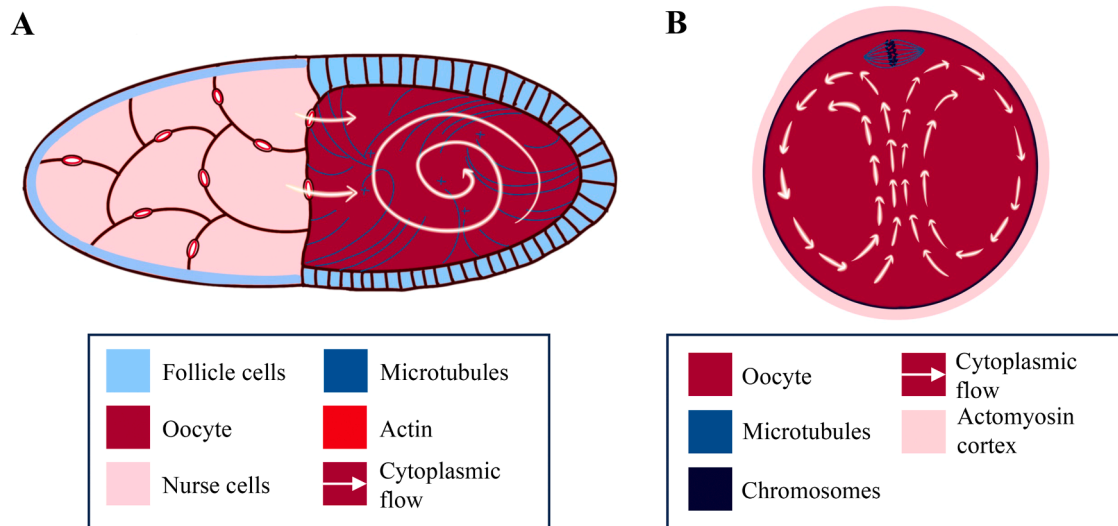 A
B
Follicle cells
Microtubules
Oocyte
Actin
Nurse cells
Cytoplasmic
flow
Oocyte
Cytoplasmic
flow
Microtubules
Actomyosin
cortex
Chromosomes